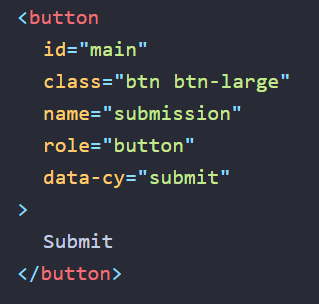 <button
id="main"
class="btn btn-large"
name="submission"
role="button"
data-cy="submit"
>
Submit
</button>